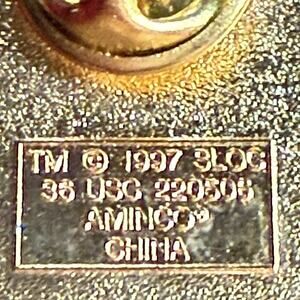 TM © 1997 SLOC
36 USC 220506
AMINCO®
CHINA